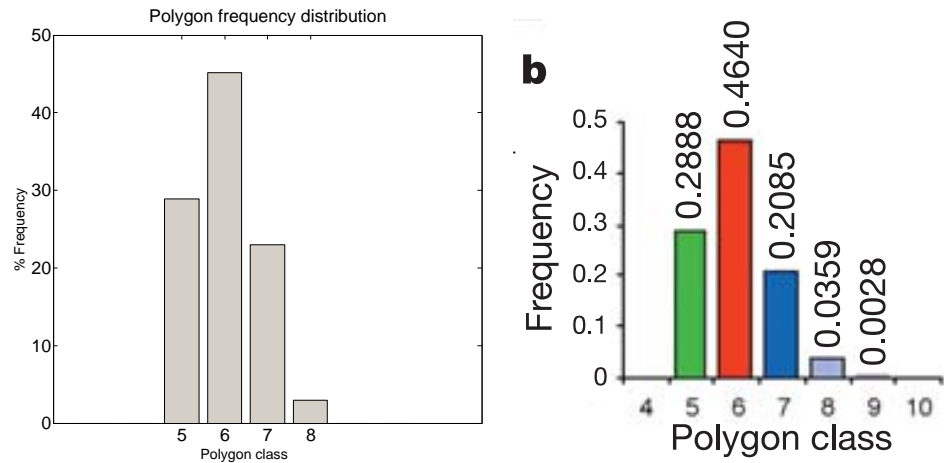 Polygon frequency distribution
50
40
30
20
10
0
% Frequency
5 6 7 8
Polygon class
b
0.5
0.4
0.3
0.2
0.1
0
Frequency
0.2888
0.4640
0.2085
0.0359
0.0028
4 5 6 7 8 9 10
Polygon class